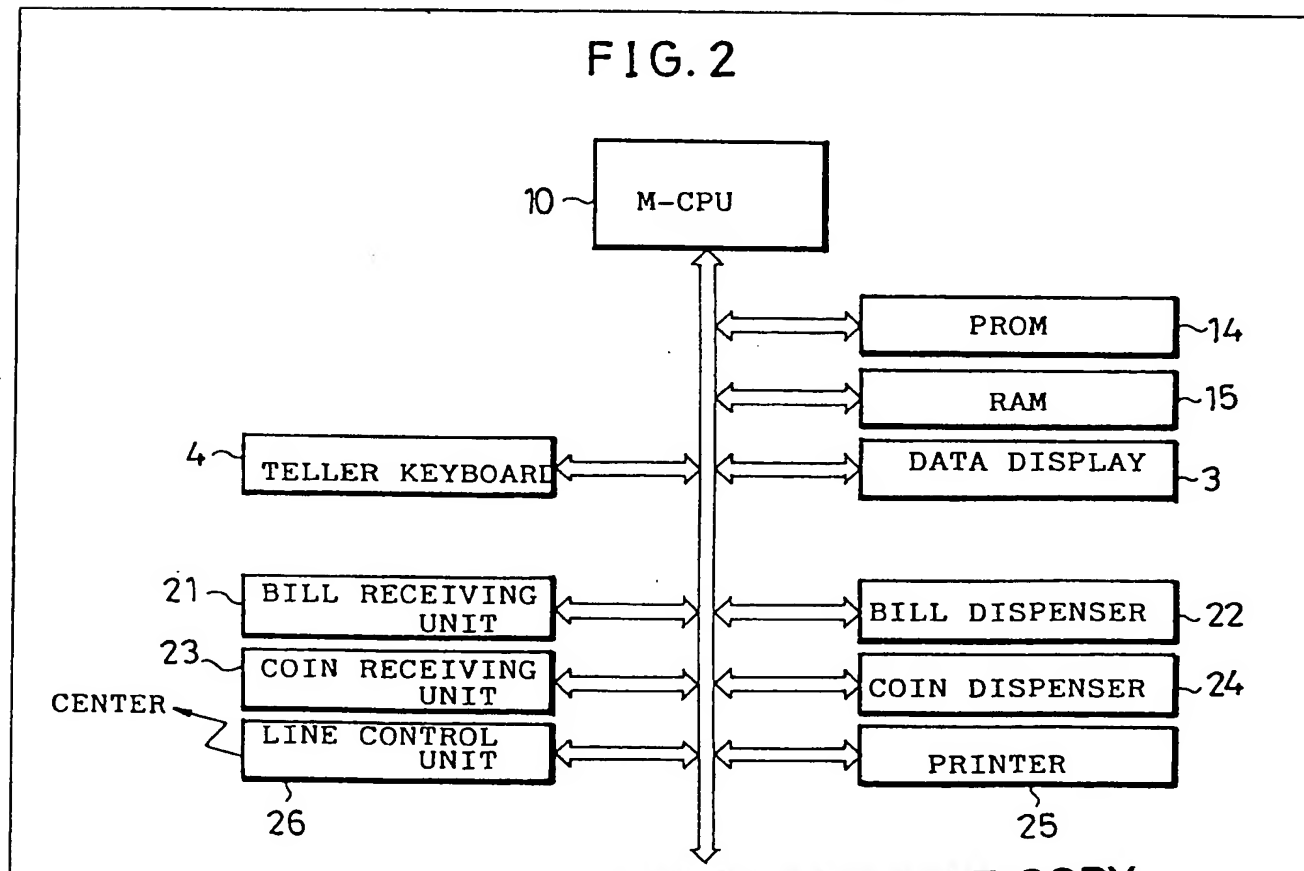 FIG. 2
10
M-CPU
PROM
14
RAM
15
4
TELLER KEYBOARD
DATA DISPLAY
3
21
BILL RECEIVING
UNIT
BILL DISPENSER
22
23
COIN RECEIVING
UNIT
COIN DISPENSER
24
CENTER
LINE CONTROL
UNIT
PRINTER
26
25
COPY